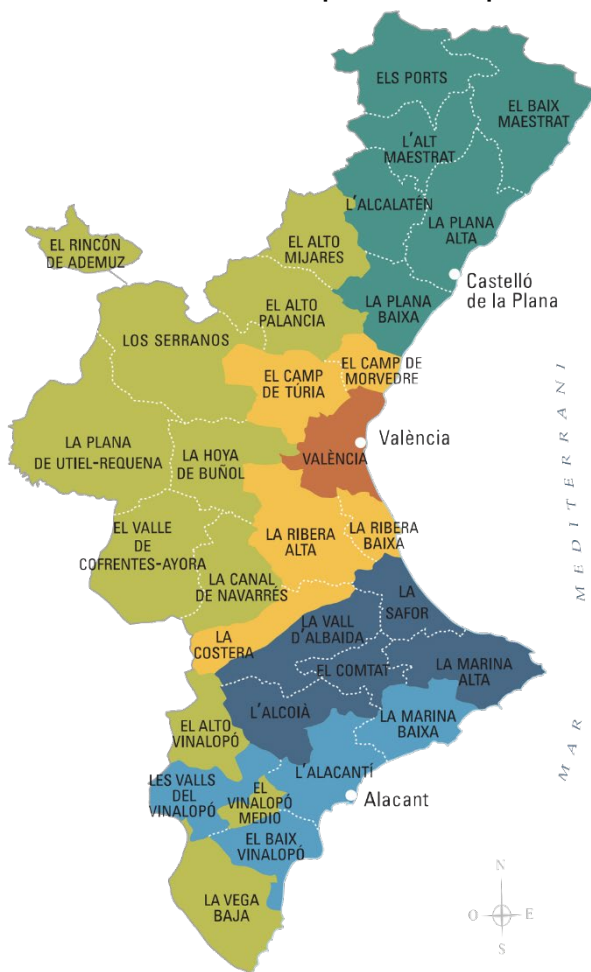 ELS PORTS
EL BAIX
MAESTRAT
L'ALT
MAESTRAT
L'ALCALATÉN
LA PLANA
ALTA
EL RINCÓN
DE ADEMUZ
EL ALTO
MIJARES
Castelló
de la Plana
EL ALTO
PALANCIA
LA PLANA
BAIXA
LOS SERRANOS
EL CAMP
DE TÚRIA
EL CAMP DE
MORVEDRE
LA PLANA
DE UTIEL-REQUENA
LA HOYA
DE BUÑOL
VALÈNCIA
València
EL VALLE
DE
COFRENTES-AYORA
LA RIBERA
ALTA
LA RIBERA
BAIXA
LA CANAL
DE NAVARRÉS
LA
COSTERA
LA VALL
D'ALBAIDA
LA
SAFOR
EL COMTAT
LA MARINA
ALTA
L'ALCOIÀ
LA MARINA
BAIXA
EL ALTO
VINALOPÓ
L'ALACANTÍ
LES VALLS
DEL
VINALOPÓ
EL
VINALOPÓ
MEDIO
Alacant
EL BAIX
VINALOPÓ
LA VEGA
BAJA
MAR MEDITERRANI
N
O E
S